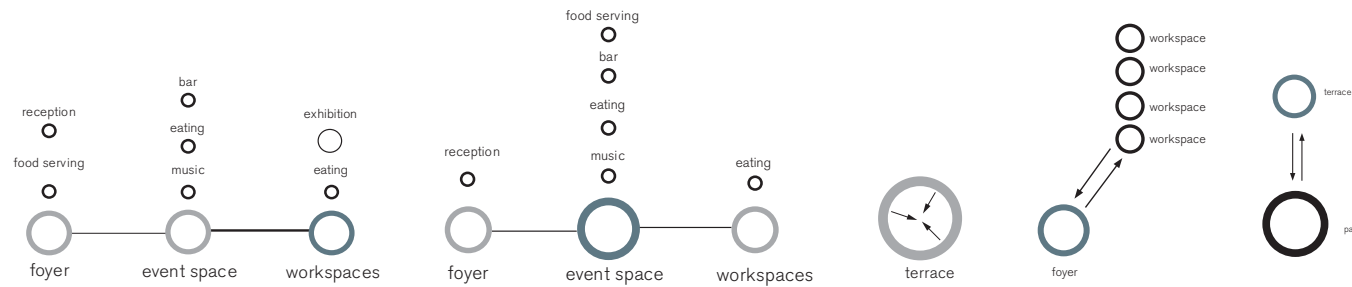 bar
reception
exhibition
eating
food serving
music
eating
foyer
event space
workspaces
food serving
bar
eating
reception
music
eating
foyer
event space
workspaces
terrace
workspace
workspace
workspace
workspace
foyer
terrace